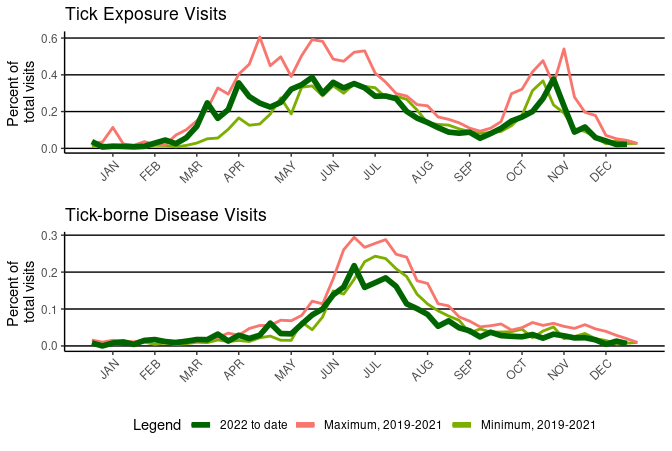 Tick Exposure Visits
Percent of
total visits
0.6
0.4
0.2
0.0
JAN FEB MAR APR MAY JUN JUL AUG SEP OCT NOV DEC
Tick-borne Disease Visits
Percent of
total visits
0.3
0.2
0.1
0.0
JAN FEB MAR APR MAY JUN JUL AUG SEP OCT NOV DEC
Legend 2022 to date Maximum, 2019-2021 Minimum, 2019-2021